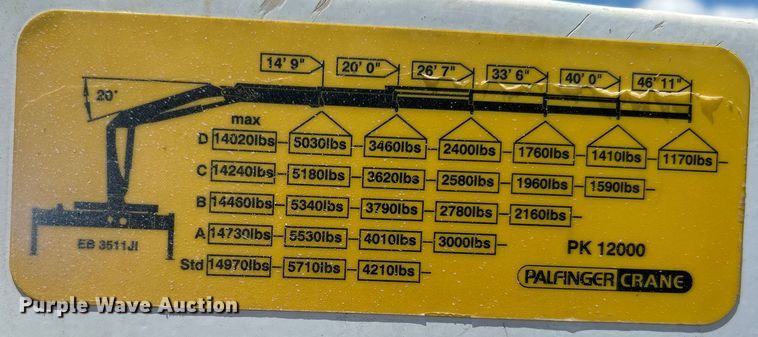 14' 9" 20' 0" 26' 7" 33' 6" 40' 0" 46' 11"
20°
max
D 14020lbs 5030lbs 3460lbs 2400lbs 1760lbs 1410lbs 1170lbs
C 14240lbs 5180lbs 3620lbs 2580lbs 1960lbs 1590lbs
B 14460lbs 5340lbs 3790lbs 2780lbs 2160lbs
A 14730lbs 5530lbs 4010lbs 3000lbs
EB 3511JI
PK 12000
Std 14970lbs 5710lbs 4210lbs
PALFINGER CRANE
Purple Wave Auction